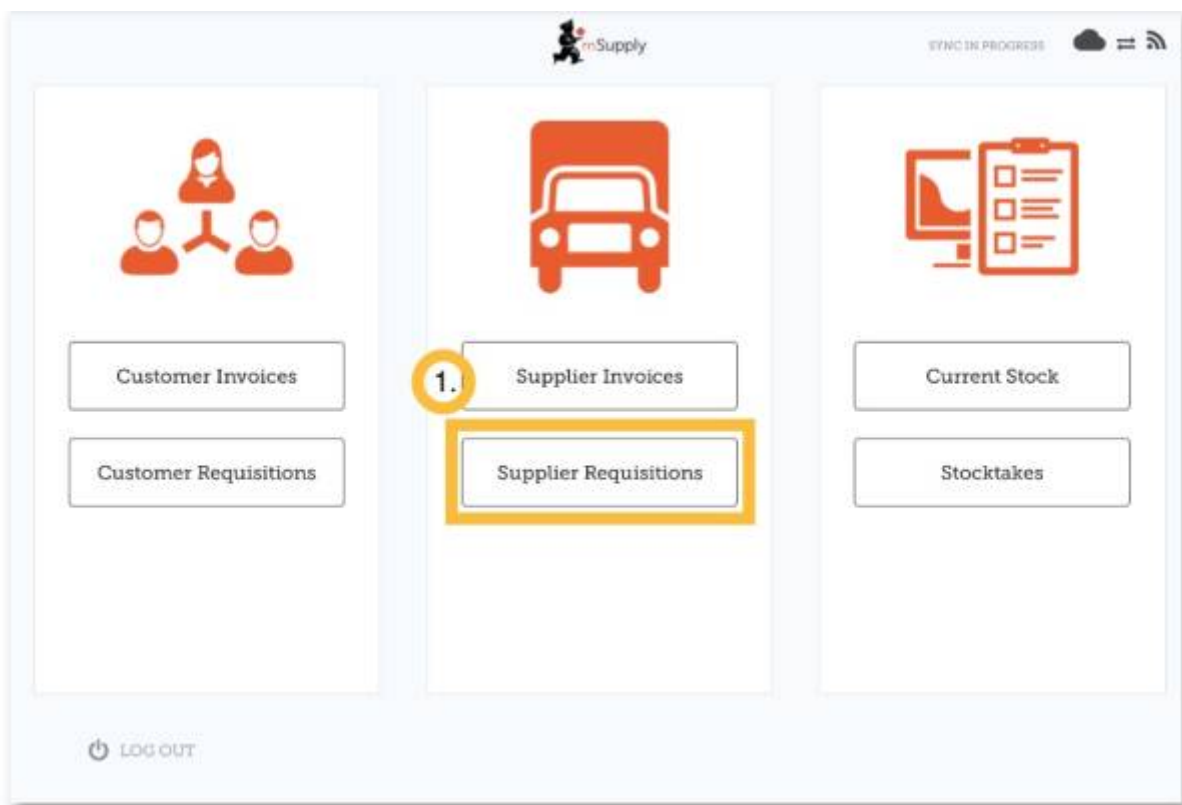 mSupply
SYNC IN PROGRESS
Customer Invoices
Customer Requisitions
1.
Supplier Invoices
Supplier Requisitions
Current Stock
Stocktakes
LOG OUT